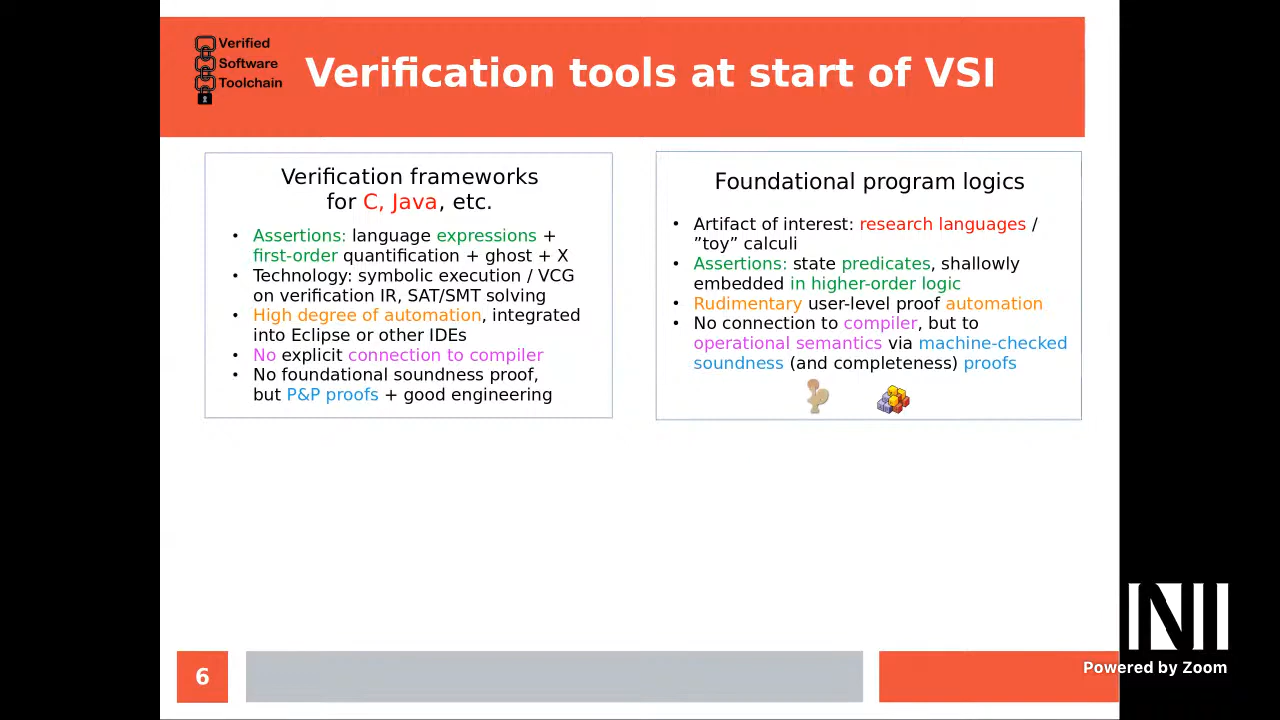 Verified
Software
Toolchain
Verification tools at start of VSI
Verification frameworks
for C, Java, etc.
• Assertions: language expressions +
first-order quantification + ghost + X
• Technology: symbolic execution / VCG
on verification IR, SAT/SMT solving
• High degree of automation, integrated
into Eclipse or other IDEs
• No explicit connection to compiler
• No foundational soundness proof,
but P&P proofs + good engineering
Foundational program logics
• Artifact of interest: research languages /
”toy” calculi
• Assertions: state predicates, shallowly
embedded in higher-order logic
• Rudimentary user-level proof automation
• No connection to compiler, but to
operational semantics via machine-checked
soundness (and completeness) proofs
6
NII
Powered by Zoom